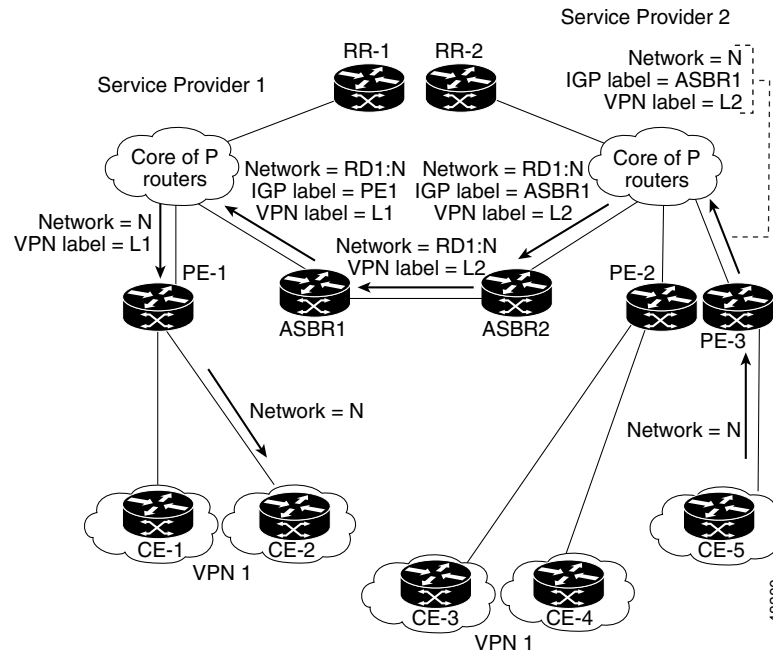 Service Provider 2
RR-1
RR-2
Network = N
IGP label = ASBR1
VPN label = L2
Service Provider 1
Core of P
routers
Network = RD1:N
IGP label = PE1
VPN label = L1
Network = RD1:N
IGP label = ASBR1
VPN label = L2
Core of P
routers
Network = N
VPN label = L1
Network = RD1:N
VPN label = L2
PE-1
PE-2
ASBR1
ASBR2
PE-3
Network = N
Network = N
CE-1
CE-2
CE-5
VPN 1
CE-3
CE-4
VPN 1